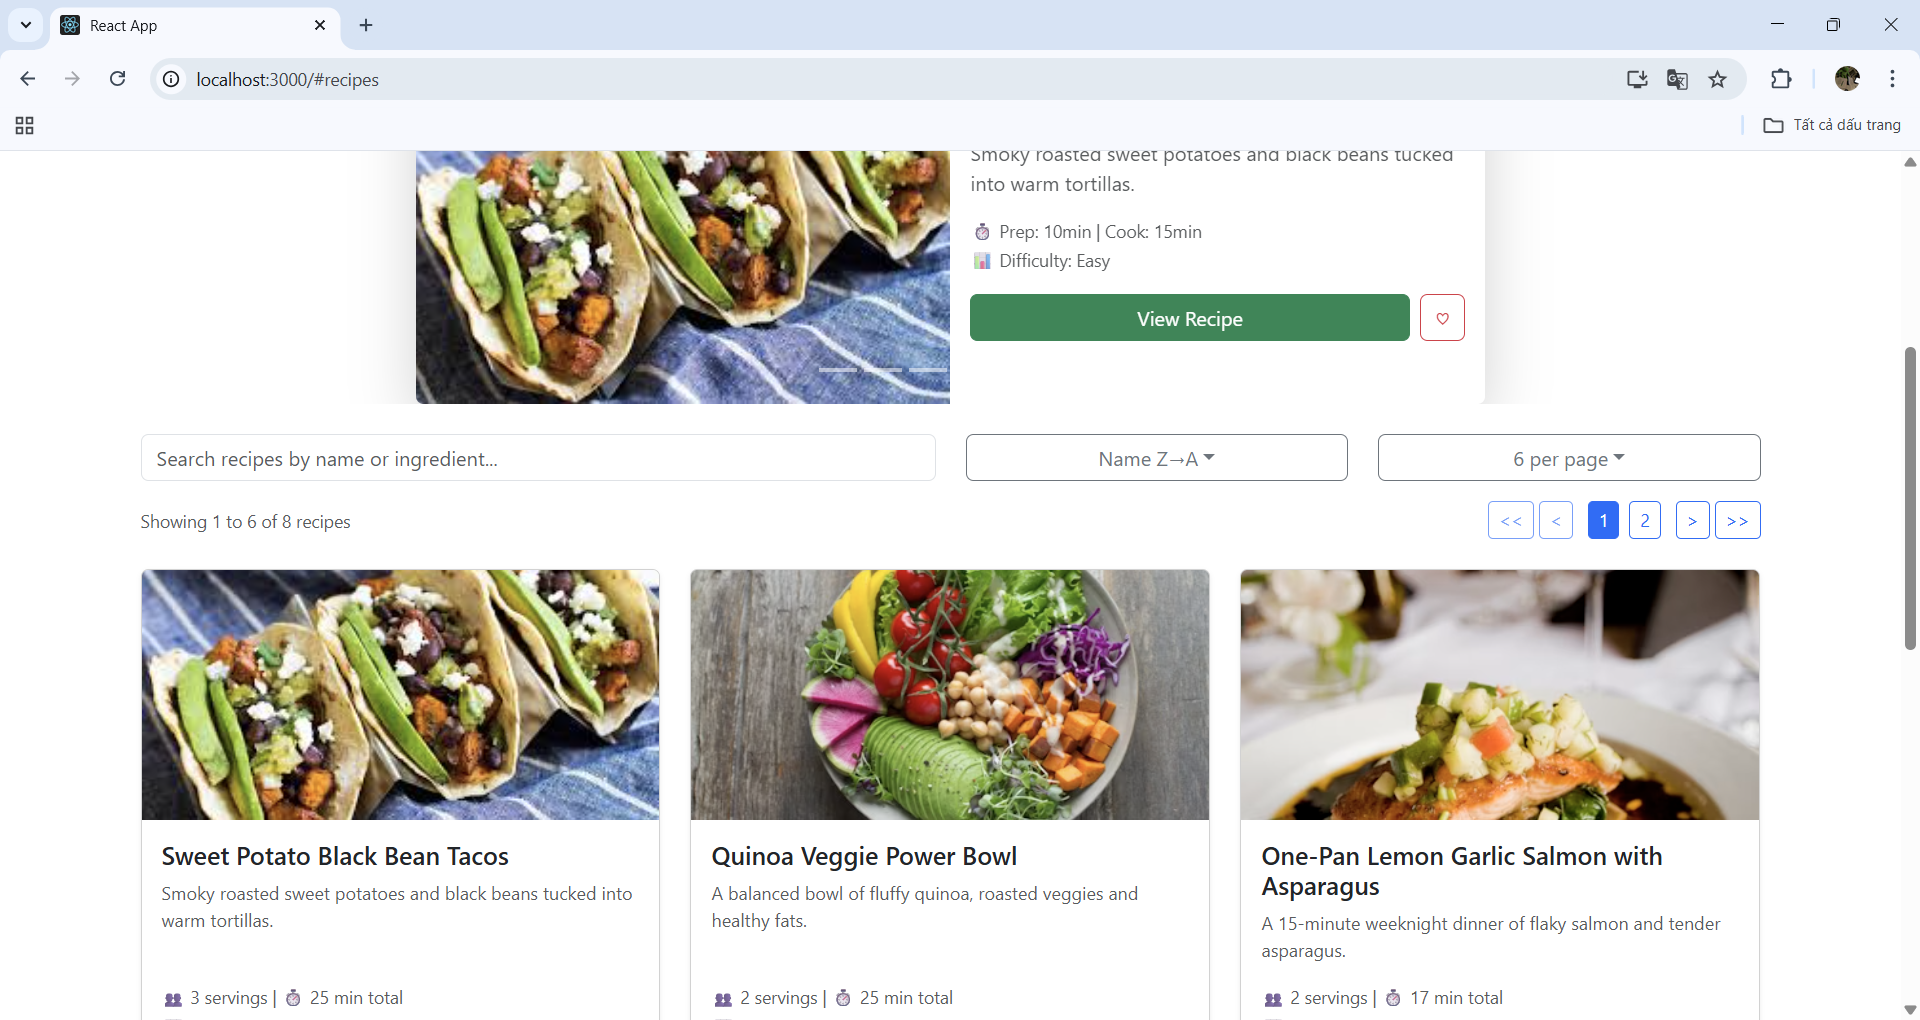 React App
localhost:3000/#recipes
Tất cả dấu trang
Smoky roasted sweet potatoes and black beans tucked
into warm tortillas.
Prep: 10min | Cook: 15min
Difficulty: Easy
View Recipe
Search recipes by name or ingredient...
Name Z→A
6 per page
Showing 1 to 6 of 8 recipes
<< < 1 2 > >>
Sweet Potato Black Bean Tacos
Smoky roasted sweet potatoes and black beans tucked into
warm tortillas.
3 servings | 25 min total
Quinoa Veggie Power Bowl
A balanced bowl of fluffy quinoa, roasted veggies and
healthy fats.
2 servings | 25 min total
One-Pan Lemon Garlic Salmon with
Asparagus
A 15-minute weeknight dinner of flaky salmon and tender
asparagus.
2 servings | 17 min total